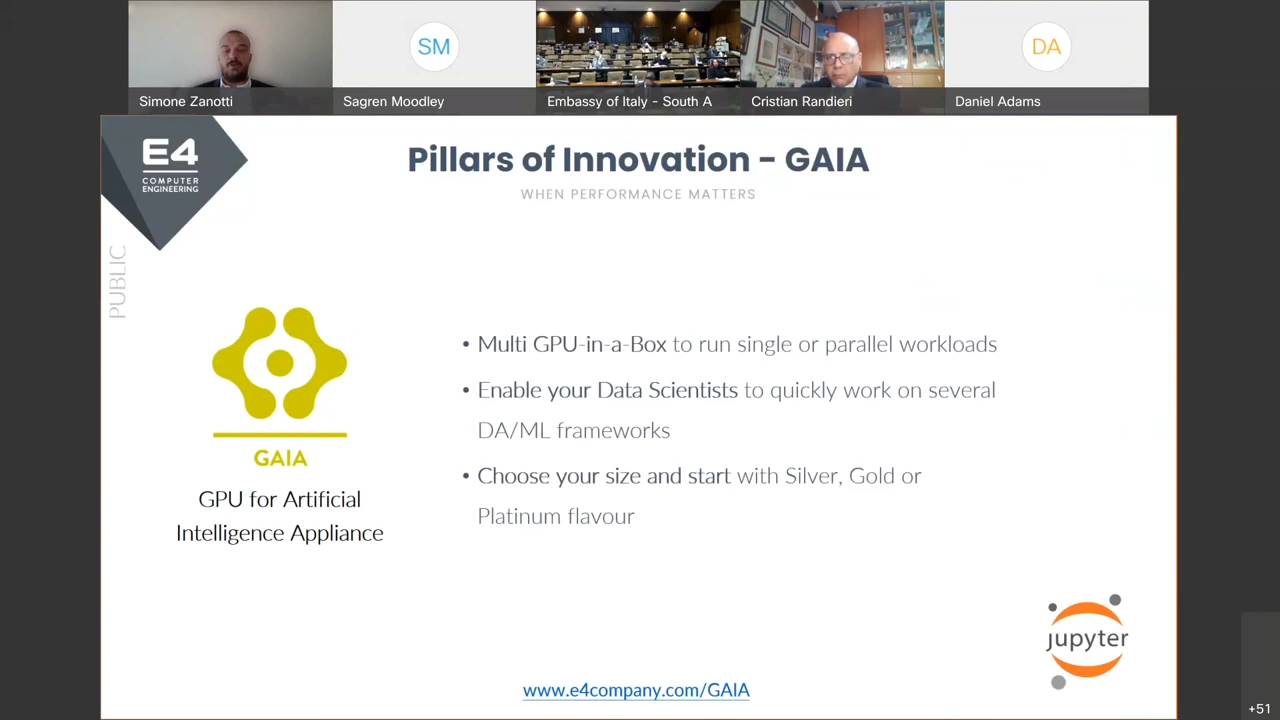 SM
DA
Simone Zanotti
Sagren Moodley
Embassy of Italy - South A
Cristian Randieri
Daniel Adams
E4
COMPUTER
ENGINEERING
Pillars of Innovation - GAIA
WHEN PERFORMANCE MATTERS
PUBLIC
GAIA
GPU for Artificial
Intelligence Appliance
• Multi GPU-in-a-Box to run single or parallel workloads
• Enable your Data Scientists to quickly work on several
DA/ML frameworks
• Choose your size and start with Silver, Gold or
Platinum flavour
jupyter
www.e4company.com/GAIA
+51